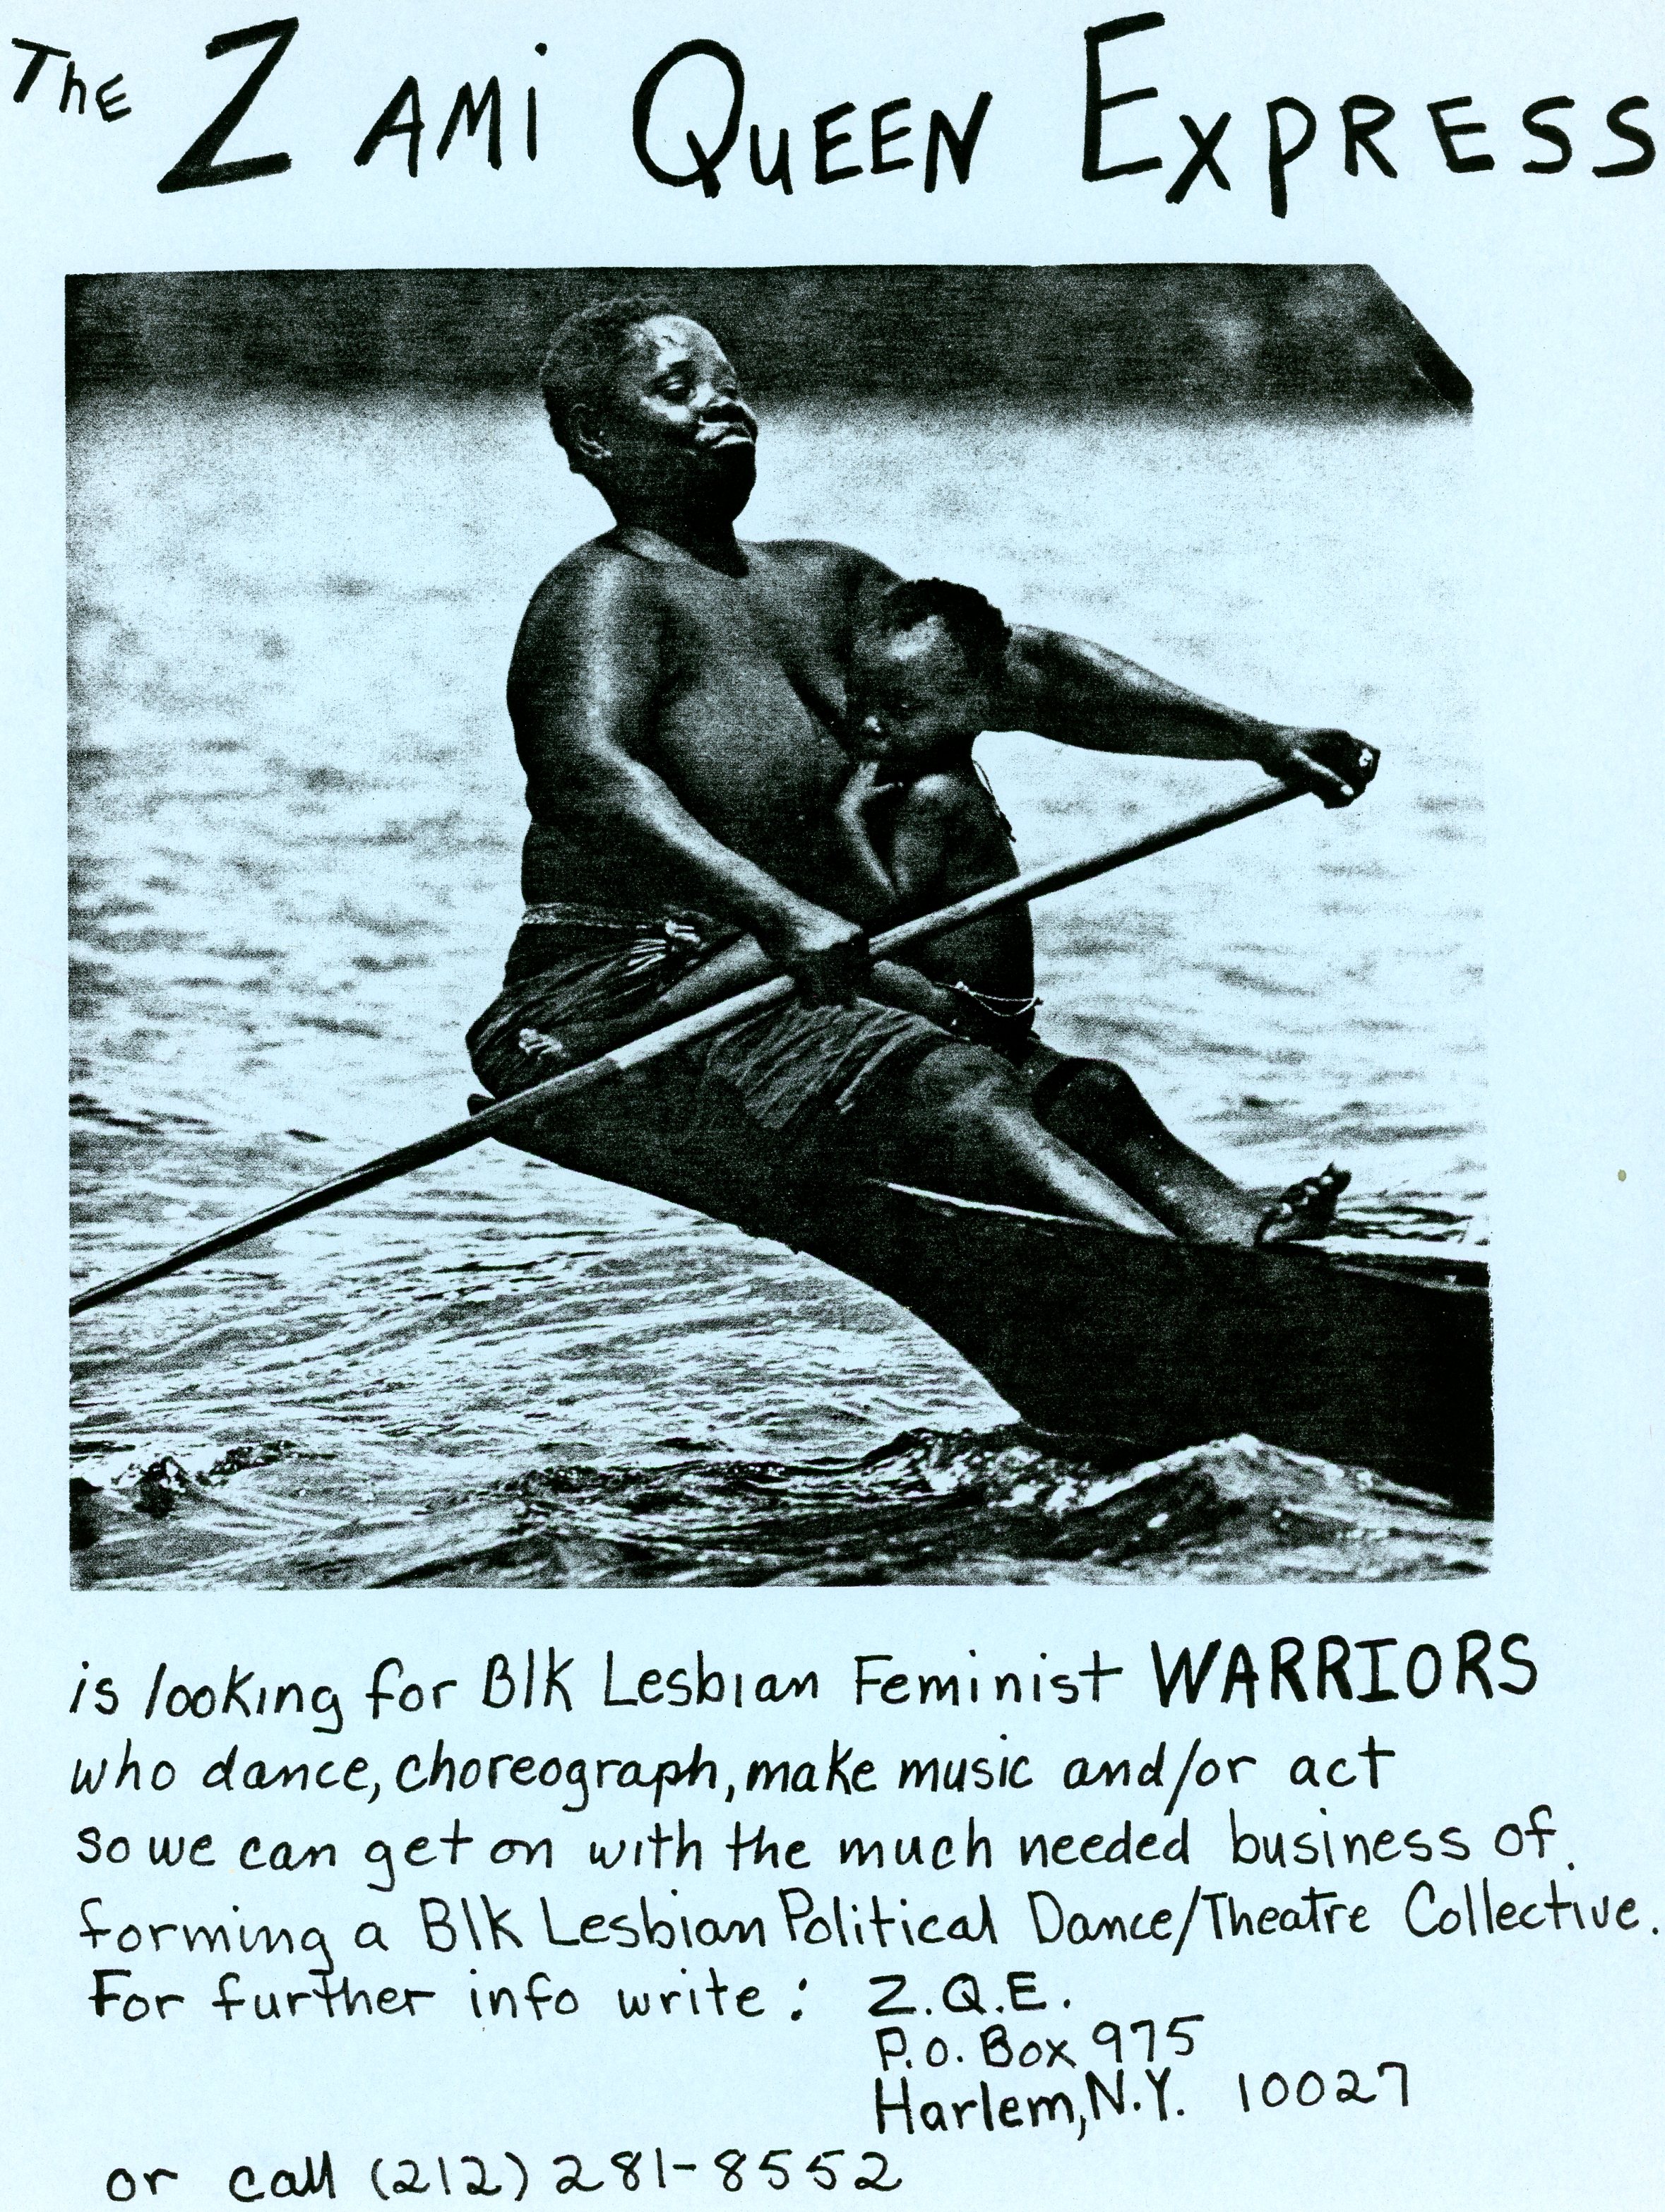 The Zami Queen Express
is looking for Blk Lesbian Feminist WARRIORS
who dance, choreograph, make music and/or act
so we can get on with the much needed business of
forming a Blk Lesbian Political Dance/Theatre Collective.
For further info write: Z.Q.E.
P.O. Box 975
Harlem, N.Y. 10027
or call (212) 281-8552